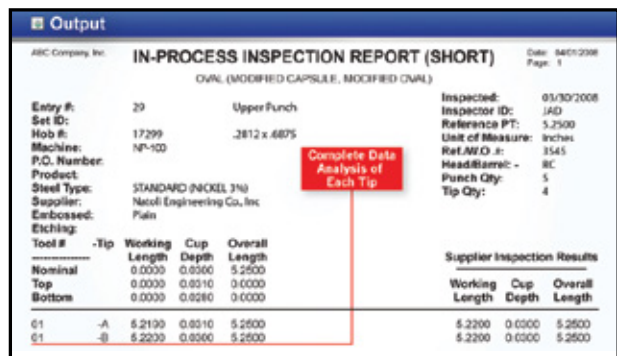 Output
ABC Company, Inc. IN-PROCESS INSPECTION REPORT (SHORT) Date: 04/01/2008
Page: 1
OVAL (MODIFIED CAPSULE, MODIFIED OVAL)
Inspected: 03/30/2008
Entry #: 29 Upper Punch Inspector ID: JAD
Set ID: Reference PT: 5.2500
Hob #: 17299 .2812 x .6875 Unit of Measure: Inches
Machine: NP-100 Ref./W.O.#: 3545
P.O. Number: Head/Barrel: - BC
Product: Punch Qty: 5
Steel Type: STANDARD (NICKEL 3%) Tip Qty: 4
Supplier: Natoli Engineering Co., Inc
Embossed: Plain
Etching:
Complete Data
Analysis of
Each Tip
Tool # -Tip Working Cup Overall Supplier Inspection Results
Length Depth Length
Nominal 0.0000 0.0300 5.2500
Top 0.0000 0.0310 0.0000 Working Cup Overall
Bottom 0.0000 0.0280 0.0000 Length Depth Length
01 -A 5.2190 0.0310 5.2500 5.2200 0.0300 5.2500
01 -B 5.2200 0.0300 5.2500 5.2200 0.0300 5.2500